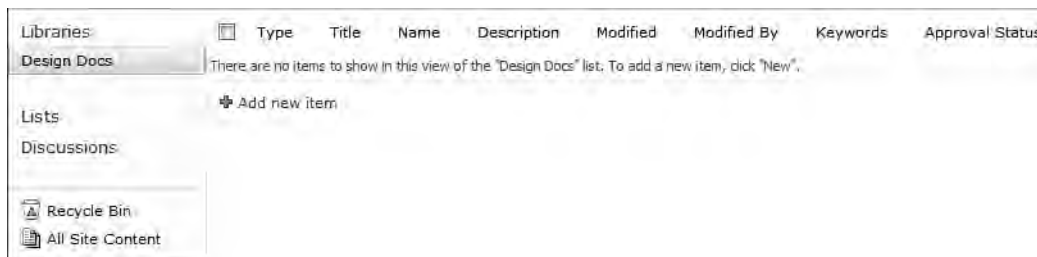 Libraries
Design Docs
Lists
Discussions
Recycle Bin
All Site Content
Type Title Name Description Modified Modified By Keywords Approval Status
There are no items to show in this view of the "Design Docs" list. To add a new item, click "New".
Add new item